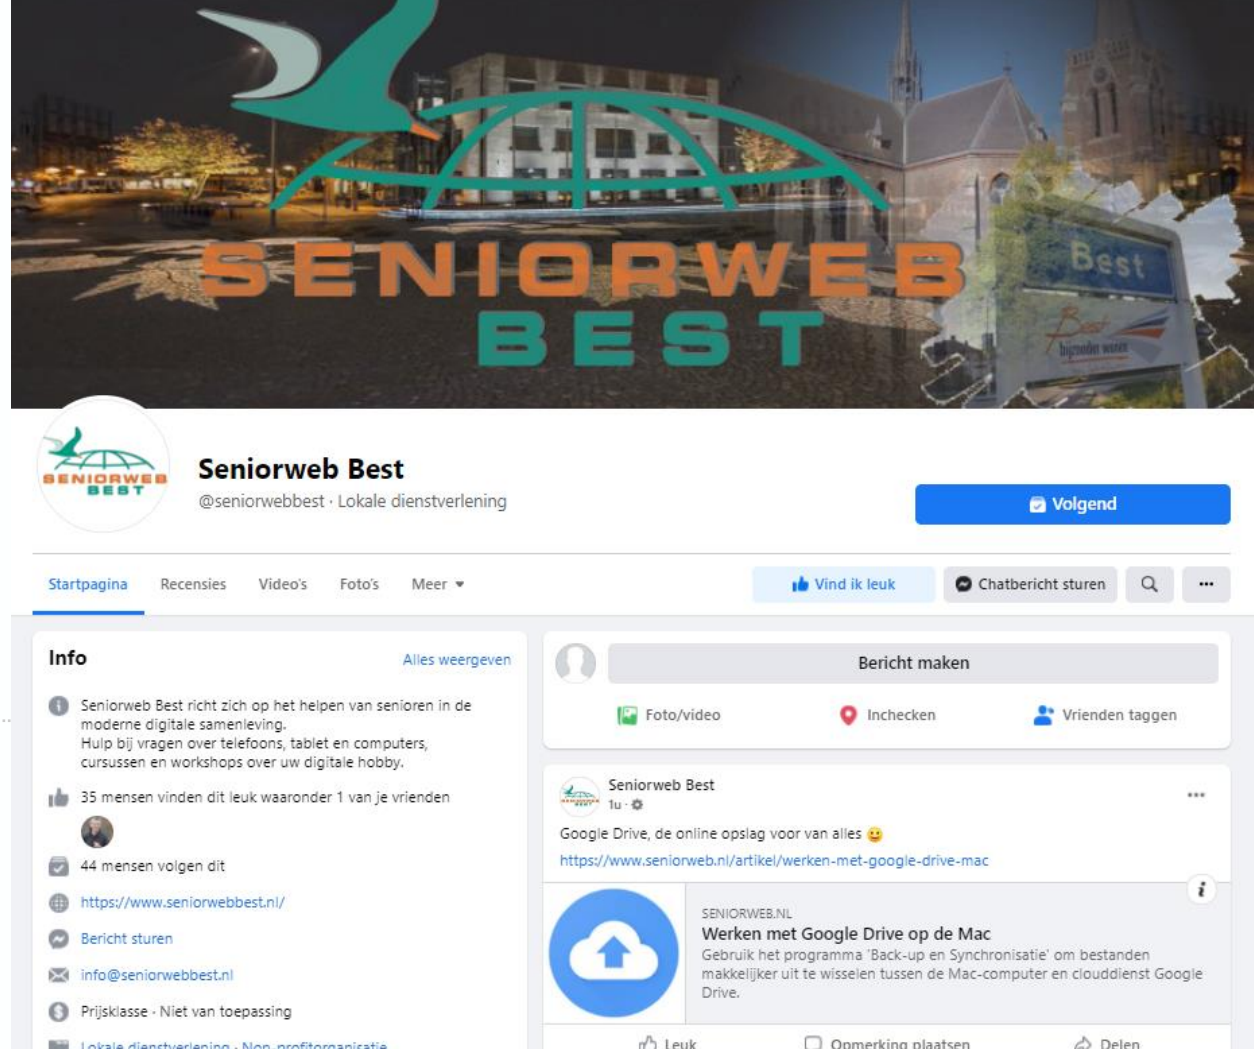 SENIORWEB
BEST
Best
Best
bijzonder wonen
SENIORWEB
BEST
Seniorweb Best
@seniorwebbest · Lokale dienstverlening
Volgend
Startpagina Recensies Video's Foto's Meer
Vind ik leuk Chatbericht sturen
Info Alles weergeven
Seniorweb Best richt zich op het helpen van senioren in de
moderne digitale samenleving.
Hulp bij vragen over telefoons, tablet en computers,
cursussen en workshops over uw digitale hobby.
35 mensen vinden dit leuk waaronder 1 van je vrienden
44 mensen volgen dit
https://www.seniorwebbest.nl/
Bericht sturen
info@seniorwebbest.nl
Prijsklasse · Niet van toepassing
Lokale dienstverlening · Non-profitorganisatie
Bericht maken
Foto/video Inchecken Vrienden taggen
Seniorweb Best
1u ·
Google Drive, de online opslag voor van alles 😀
https://www.seniorweb.nl/artikel/werken-met-google-drive-mac
SENIORWEB.NL
Werken met Google Drive op de Mac
Gebruik het programma 'Back-up en Synchronisatie' om bestanden
makkelijker uit te wisselen tussen de Mac-computer en clouddienst Google
Drive.
Leuk Opmerking plaatsen Delen